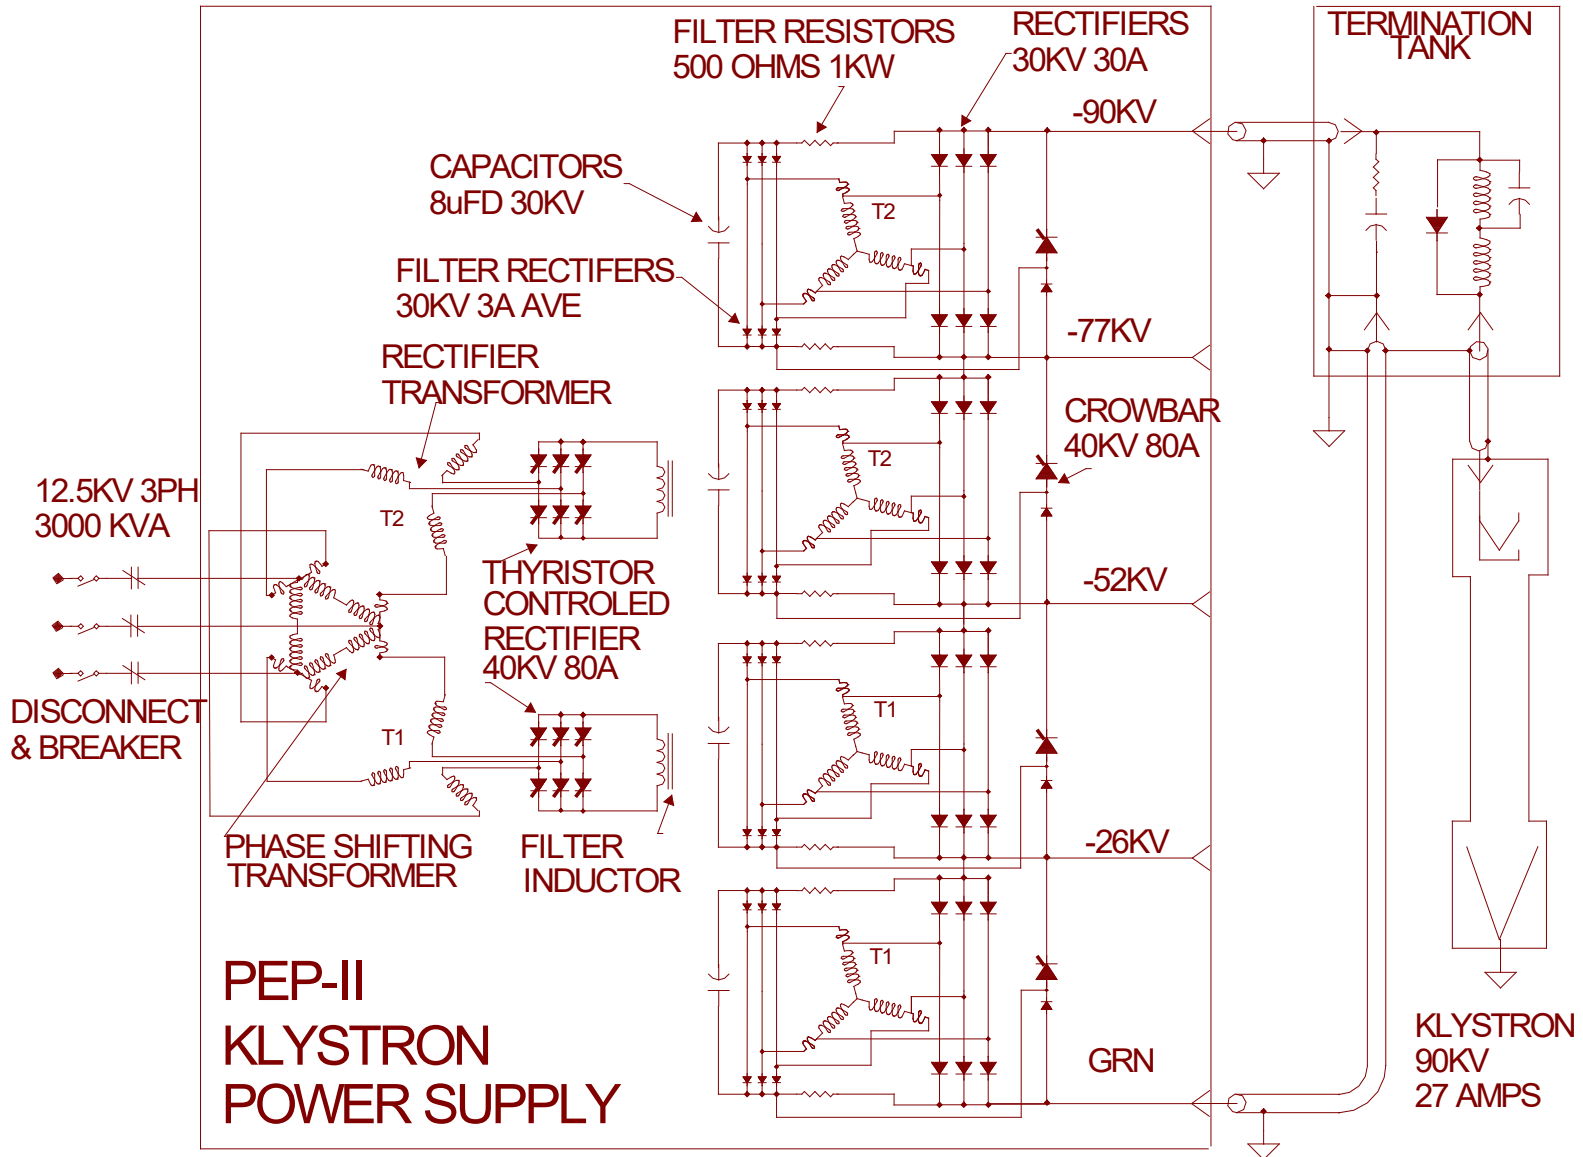 FILTER RESISTORS
500 OHMS 1KW
RECTIFIERS
30KV 30A
TERMINATION
TANK
-90KV
CAPACITORS
8uFD 30KV
T2
FILTER RECTIFERS
30KV 3A AVE
-77KV
RECTIFIER
TRANSFORMER
CROWBAR
40KV 80A
T2
12.5KV 3PH
3000 KVA
T2
THYRISTOR
CONTROLED
RECTIFIER
40KV 80A
-52KV
DISCONNECT
& BREAKER
T1
T1
PHASE SHIFTING
TRANSFORMER
FILTER
INDUCTOR
-26KV
T1
PEP-II
KLYSTRON
POWER SUPPLY
GRN
KLYSTRON
90KV
27 AMPS